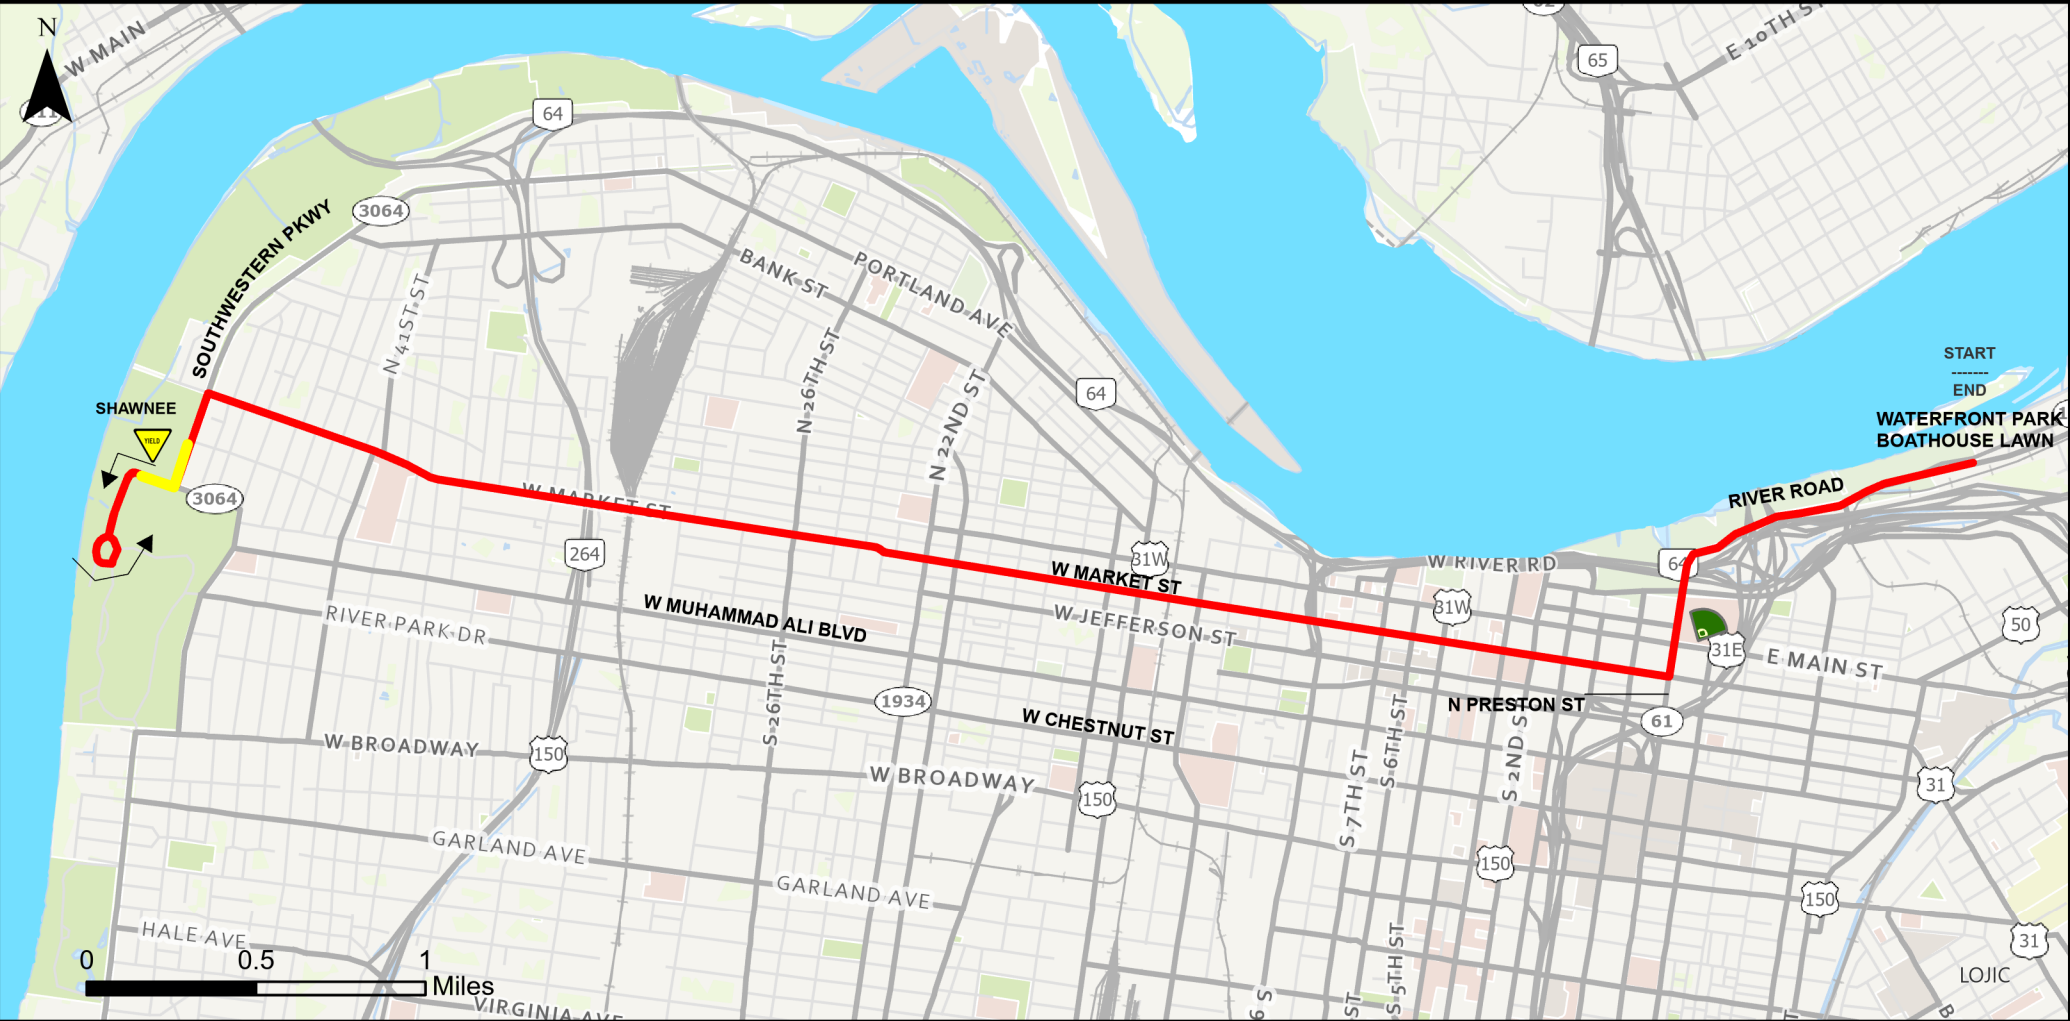 N
W MAIN
E 10TH ST
65
64
3064
SOUTHWESTERN PKWY
N 41ST ST
BANK ST
PORTLAND AVE
N 26TH ST
N 22ND ST
64
START
-------
END
WATERFRONT PARK
BOATHOUSE LAWN
SHAWNEE
YIELD
3064
W MARKET ST
264
RIVER ROAD
31W
W MARKET ST
W RIVER RD
64
W MUHAMMAD ALI BLVD
W JEFFERSON ST
31W
31E
E MAIN ST
50
RIVER PARK DR
S 26TH ST
1934
N PRESTON ST
61
W CHESTNUT ST
W BROADWAY
150
W BROADWAY
150
S 7TH ST
S 6TH ST
S 2ND S
31
GARLAND AVE
GARLAND AVE
150
150
31
HALE AVE
S 5TH ST
LOJIC
0 0.5 1
Miles
VIRGINIA AVE
6 S
ST